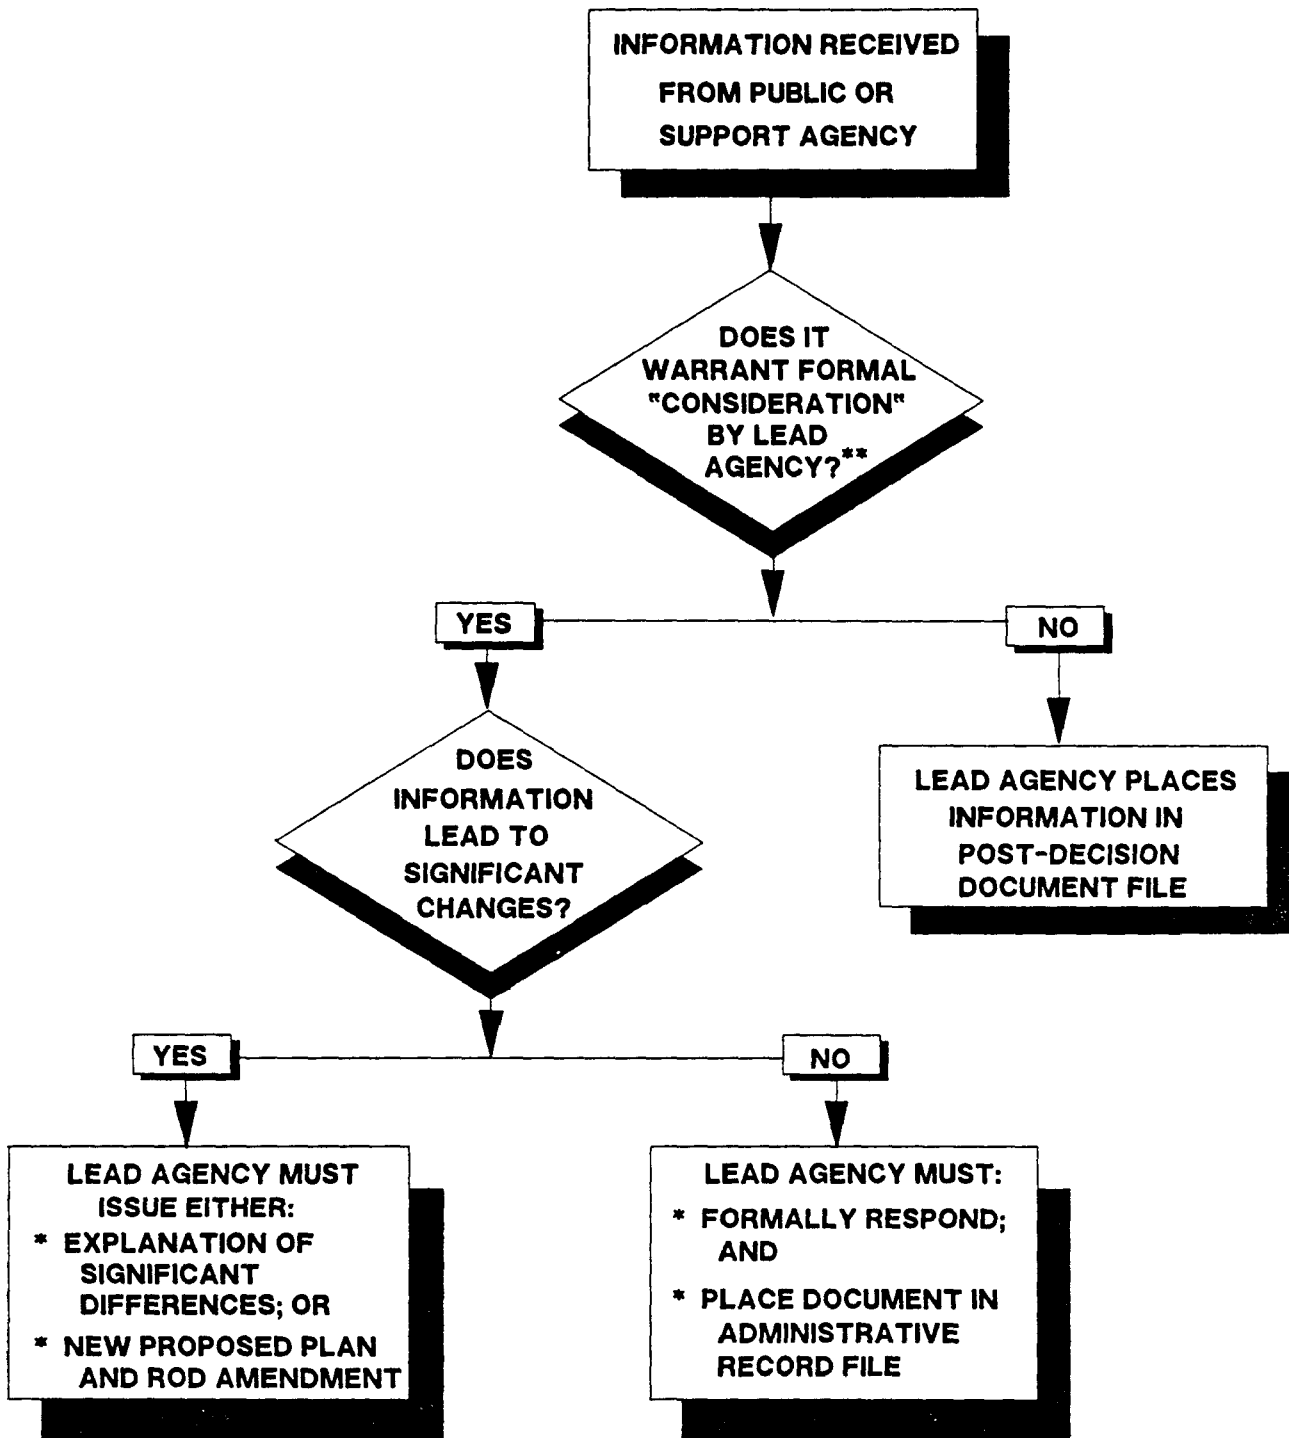 INFORMATION RECEIVED
FROM PUBLIC OR
SUPPORT AGENCY
DOES IT
WARRANT FORMAL
"CONSIDERATION"
BY LEAD
AGENCY?**
YES
NO
DOES
INFORMATION
LEAD TO
SIGNIFICANT
CHANGES?
LEAD AGENCY PLACES
INFORMATION IN
POST-DECISION
DOCUMENT FILE
YES
NO
LEAD AGENCY MUST
ISSUE EITHER:
* EXPLANATION OF
SIGNIFICANT
DIFFERENCES; OR
* NEW PROPOSED PLAN
AND ROD AMENDMENT
LEAD AGENCY MUST:
* FORMALLY RESPOND;
AND
* PLACE DOCUMENT IN
ADMINISTRATIVE
RECORD FILE